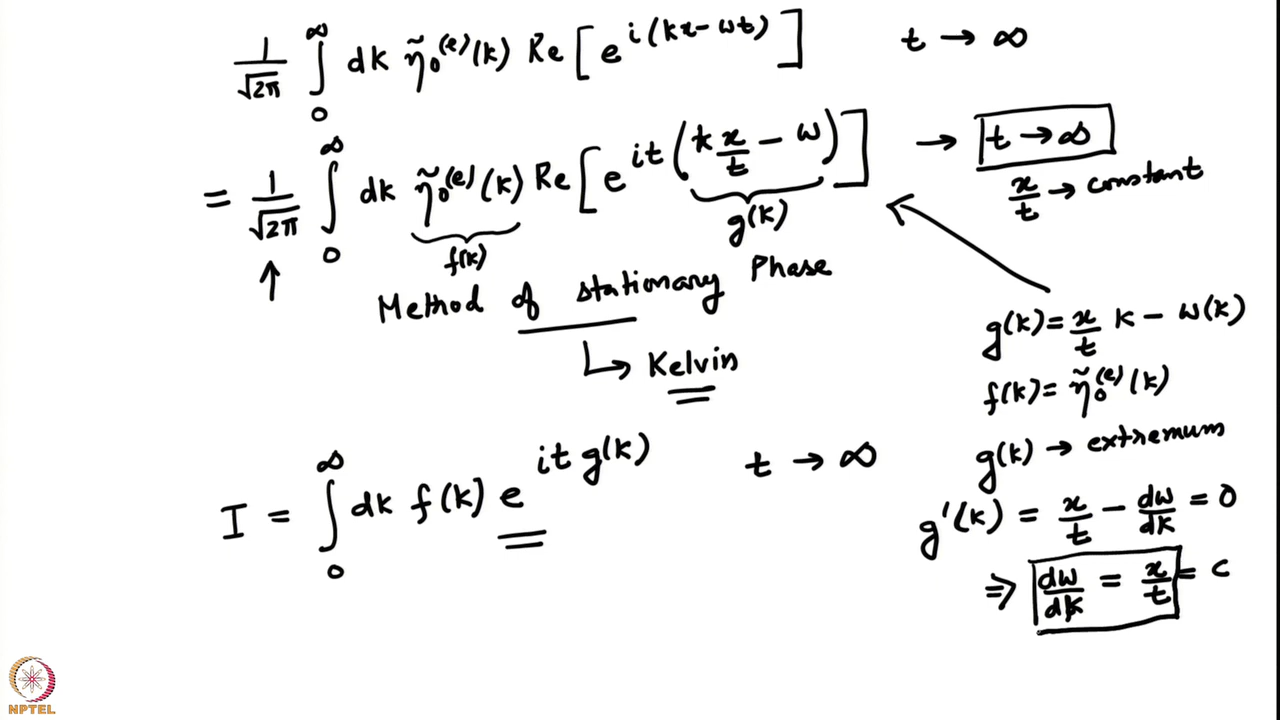 1/√2π ∫₀^∞ dk η̃₀⁽ᵉ⁾(k) Re[e^{i(kx-ωt)}] t → ∞
= 1/√2π ∫₀^∞ dk η̃₀⁽ᵉ⁾(k) Re[e^{it(k x/t - ω)}] → t → ∞
x/t → constant
f(k) g(k)
↑ Method of stationary Phase
↳ Kelvin
g(k) = x/t k - ω(k)
f(k) = η̃₀⁽ᵉ⁾(k)
g(k) → extremum
I = ∫₀^∞ dk f(k) e^{it g(k)} t → ∞
g'(k) = x/t - dω/dk = 0
⇒ dω/dk = x/t = c
NPTEL